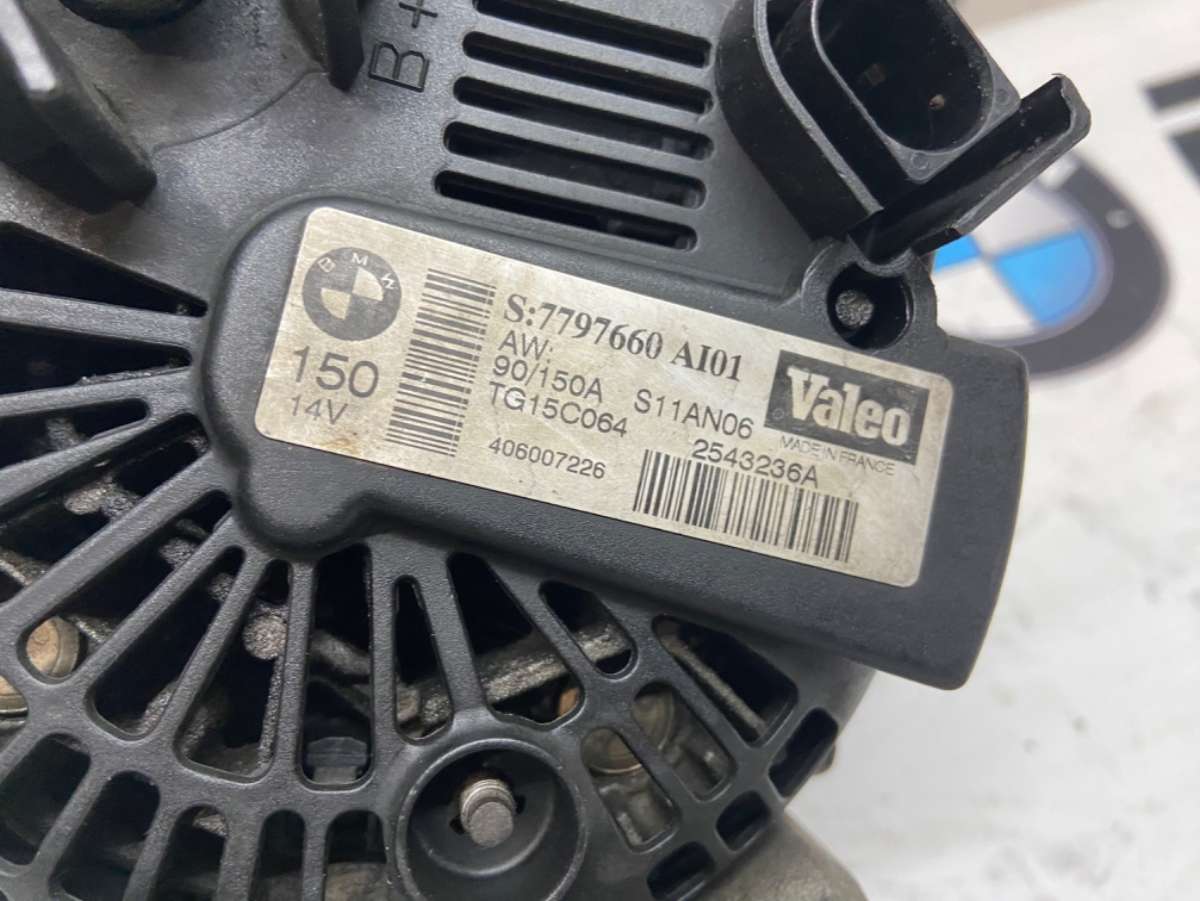 B+
BMW
150
14V
S:7797660 AI01
AW:
90/150A S11AN06
TG15C064 2543236A
406007226
Valeo
MADE IN FRANCE